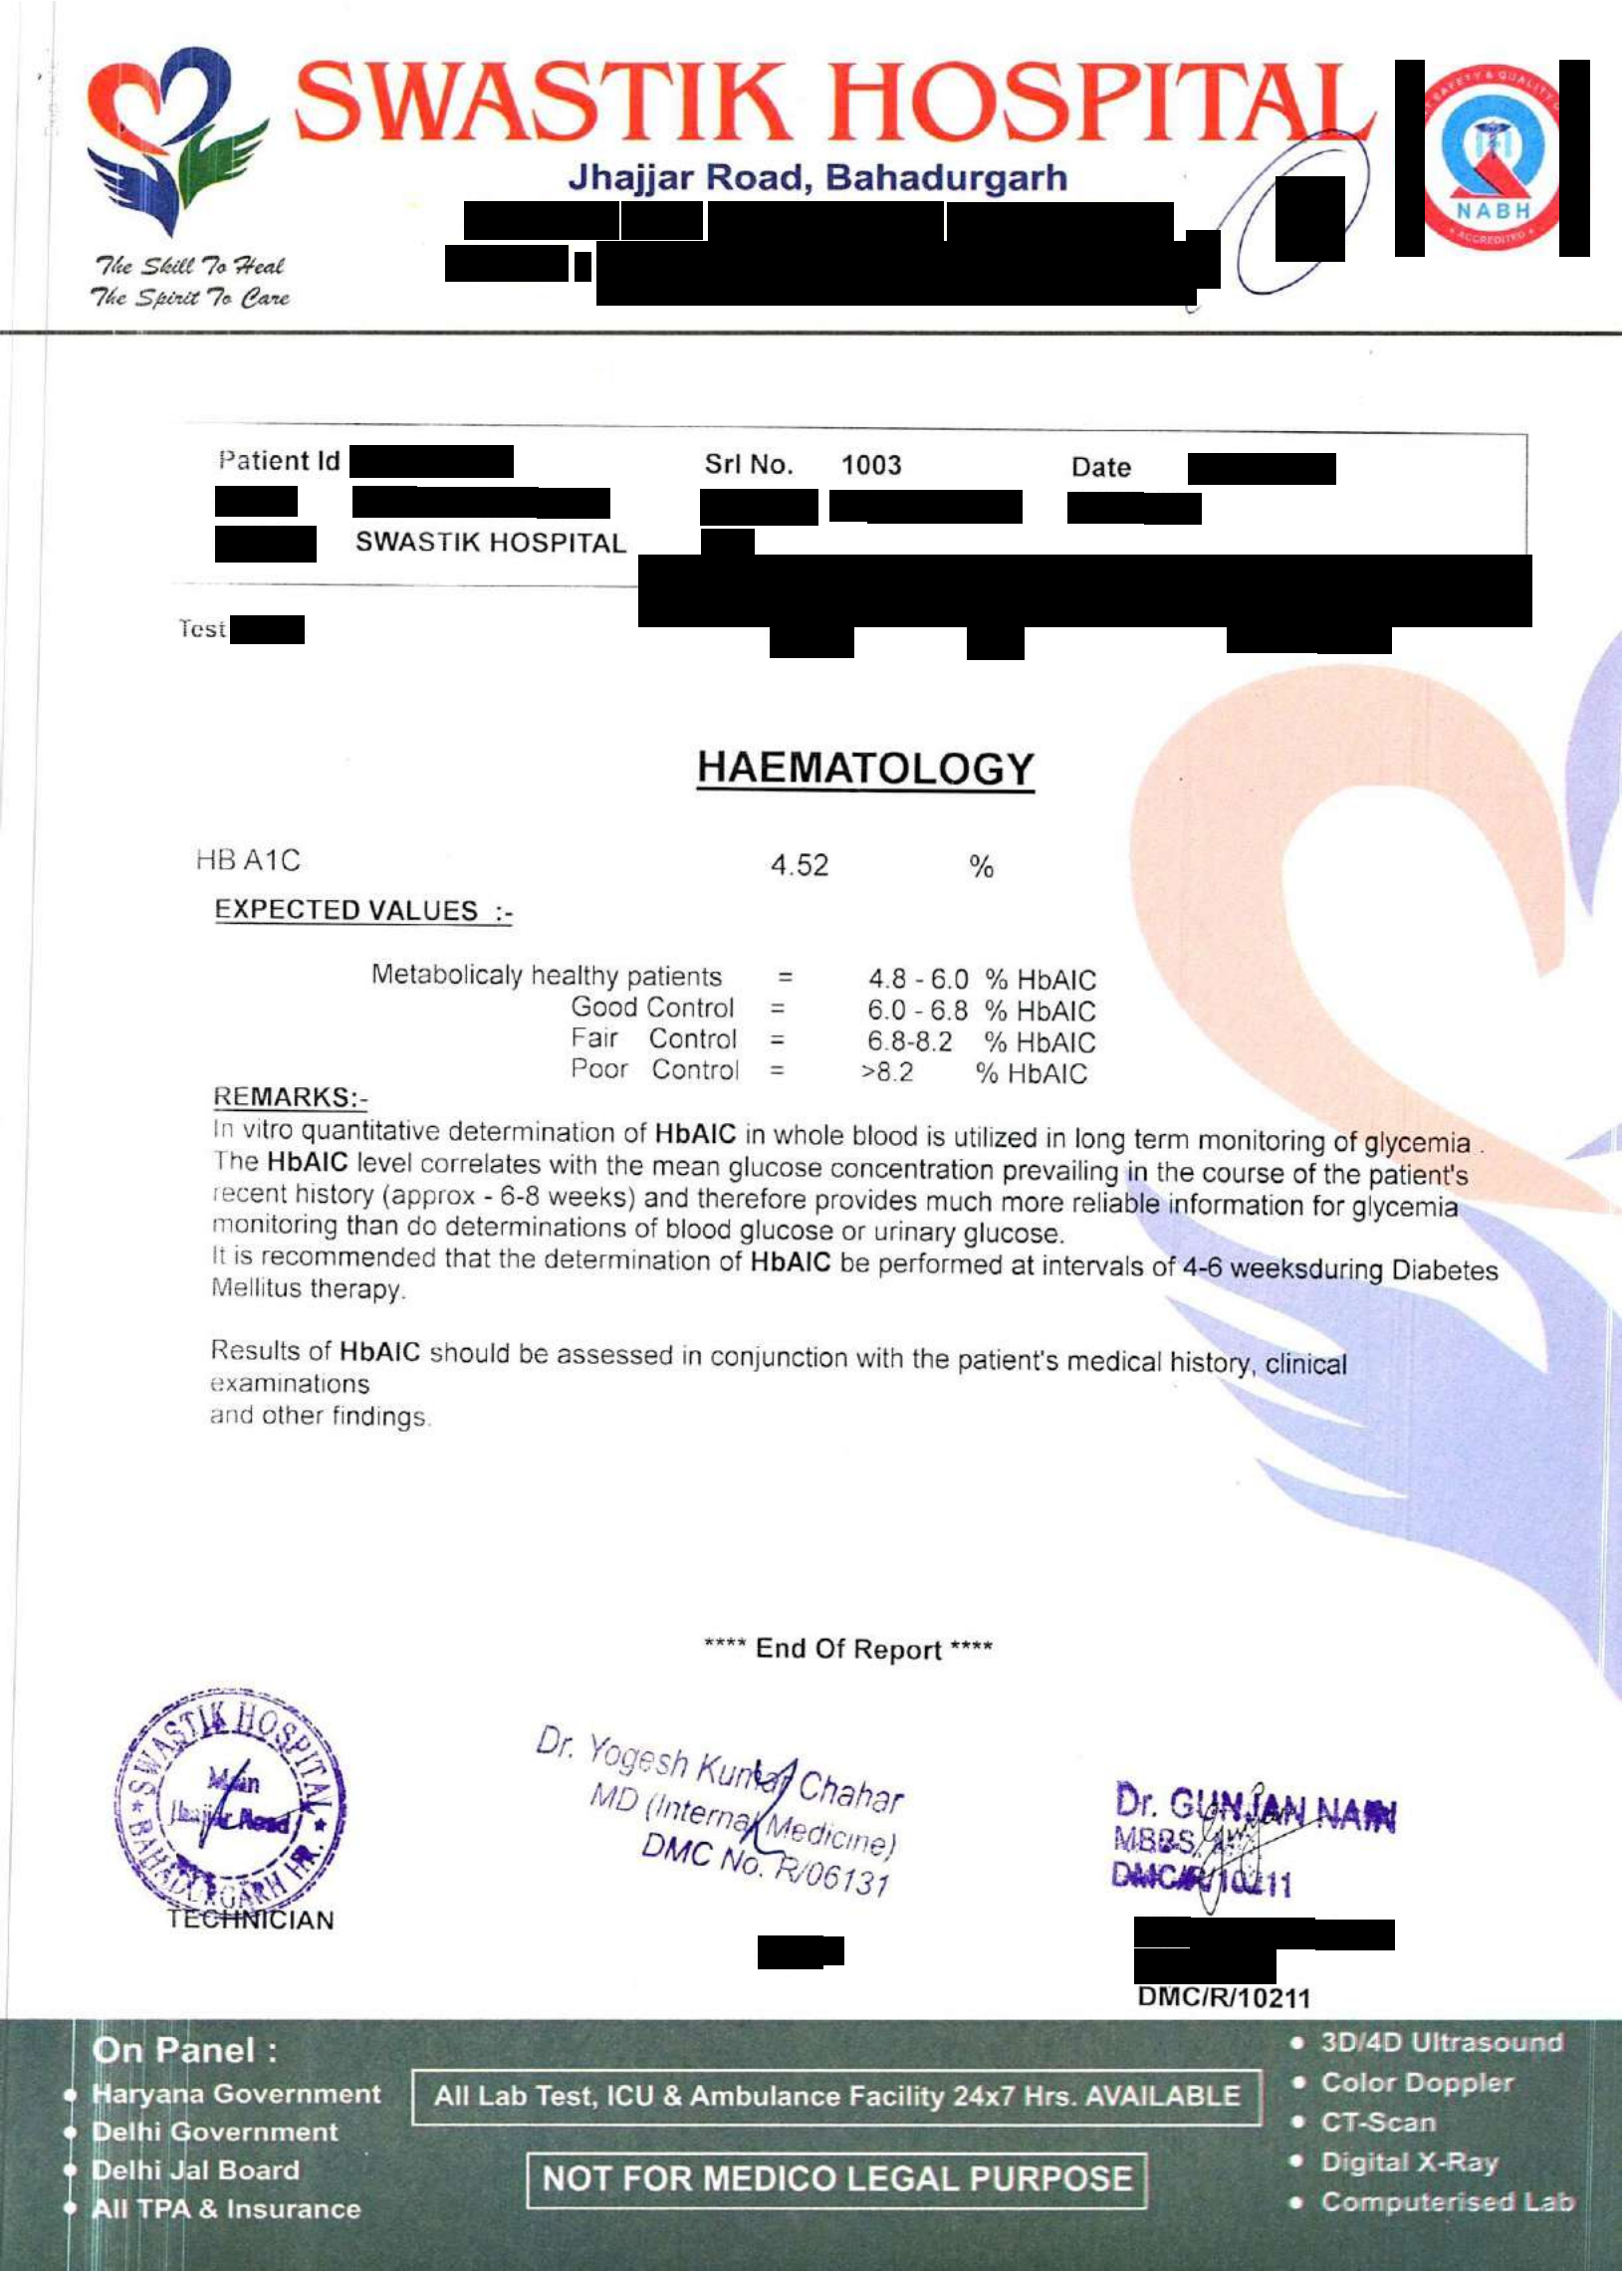 SWASTIK HOSPITAL
Jhajjar Road, Bahadurgarh
SAFETY & QUALITY
NABH
ACCREDITED
The Skill To Heal
The Spirit To Care
Patient Id Srl No. 1003 Date
SWASTIK HOSPITAL
Test
HAEMATOLOGY
HB A1C 4.52 %
EXPECTED VALUES :-
Metabolicaly healthy patients = 4.8 - 6.0 % HbAIC
Good Control = 6.0 - 6.8 % HbAIC
Fair Control = 6.8-8.2 % HbAIC
Poor Control = >8.2 % HbAIC
REMARKS:-
In vitro quantitative determination of HbAIC in whole blood is utilized in long term monitoring of glycemia .
The HbAIC level correlates with the mean glucose concentration prevailing in the course of the patient's
recent history (approx - 6-8 weeks) and therefore provides much more reliable information for glycemia
monitoring than do determinations of blood glucose or urinary glucose.
It is recommended that the determination of HbAIC be performed at intervals of 4-6 weeksduring Diabetes
Mellitus therapy.
Results of HbAIC should be assessed in conjunction with the patient's medical history, clinical
examinations
and other findings.
**** End Of Report ****
SWASTIK HOSPITAL
Main
Jhajjar Road
BAHADURGARH HR.
TECHNICIAN
Dr. Yogesh Kumar Chahar
MD (Internal Medicine)
DMC No. R/06131
Dr. GUNJAN NAIN
MBBS
DMC/R/10211
DMC/R/10211
On Panel :
Haryana Government
Delhi Government
Delhi Jal Board
All TPA & Insurance
All Lab Test, ICU & Ambulance Facility 24x7 Hrs. AVAILABLE
NOT FOR MEDICO LEGAL PURPOSE
3D/4D Ultrasound
Color Doppler
CT-Scan
Digital X-Ray
Computerised Lab